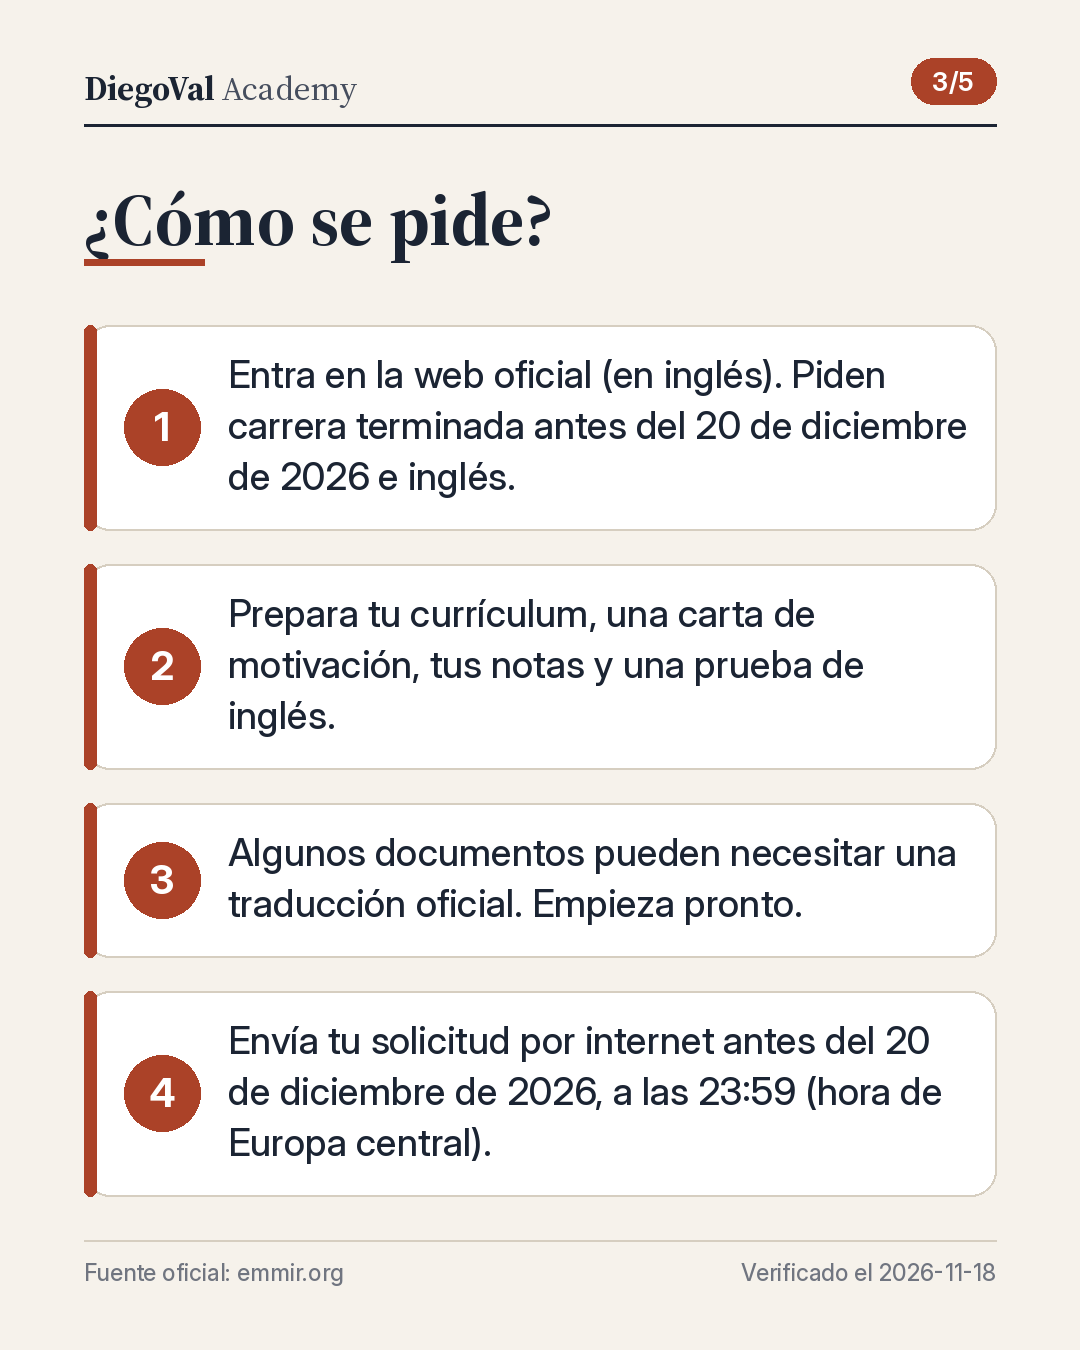 DiegoVal Academy
3/5
¿Cómo se pide?
1
Entra en la web oficial (en inglés). Piden
carrera terminada antes del 20 de diciembre
de 2026 e inglés.
2
Prepara tu currículum, una carta de
motivación, tus notas y una prueba de
inglés.
3
Algunos documentos pueden necesitar una
traducción oficial. Empieza pronto.
4
Envía tu solicitud por internet antes del 20
de diciembre de 2026, a las 23:59 (hora de
Europa central).
Fuente oficial: emmir.org
Verificado el 2026-11-18